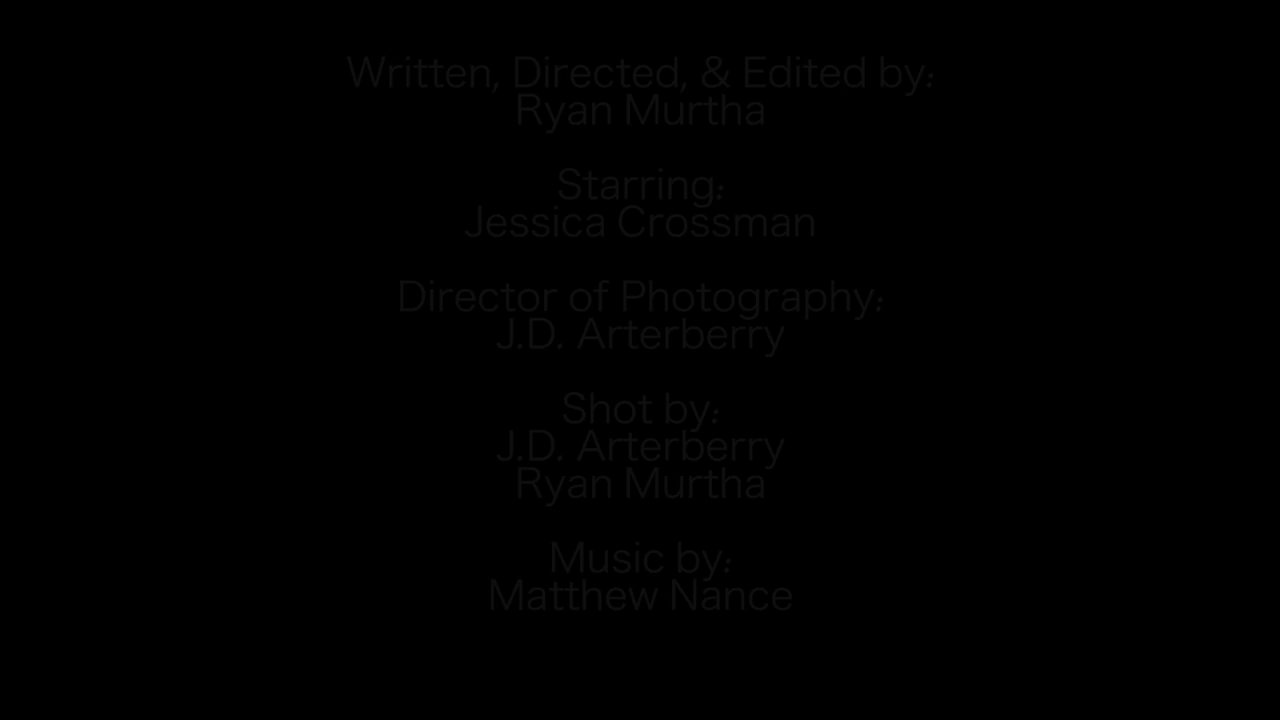 Written, Directed, & Edited by:
Ryan Murtha
Starring:
Jessica Crossman
Director of Photography:
J.D. Arterberry
Shot by:
J.D. Arterberry
Ryan Murtha
Music by:
Matthew Nance